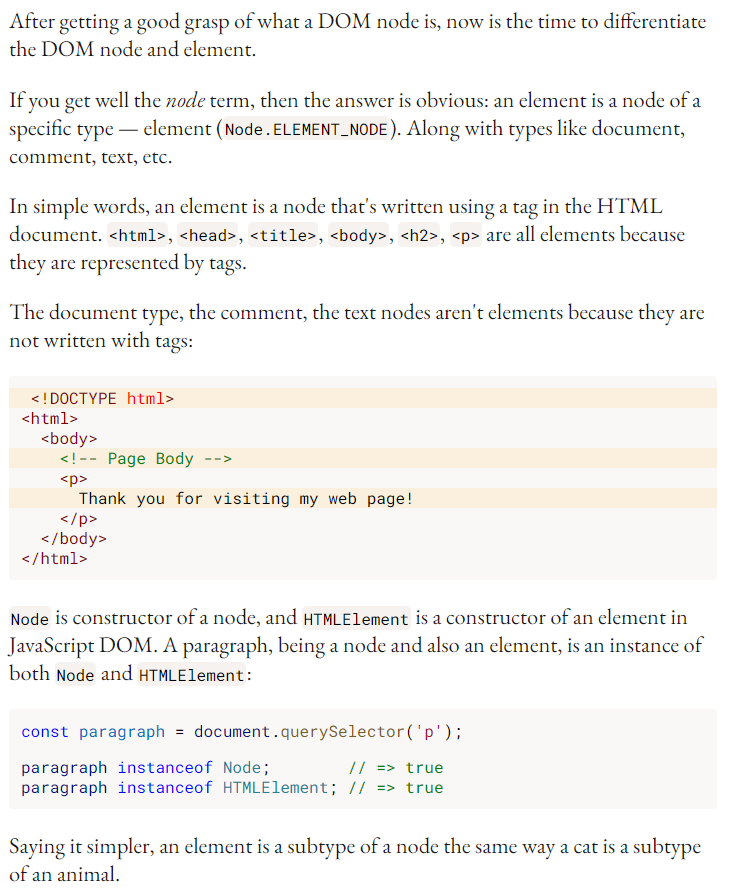 After getting a good grasp of what a DOM node is, now is the time to differentiate
the DOM node and element.
If you get well the node term, then the answer is obvious: an element is a node of a
specific type — element (Node.ELEMENT_NODE). Along with types like document,
comment, text, etc.
In simple words, an element is a node that's written using a tag in the HTML
document. <html>, <head>, <title>, <body>, <h2>, <p> are all elements because
they are represented by tags.
The document type, the comment, the text nodes aren't elements because they are
not written with tags:
<!DOCTYPE html>
<html>
<body>
<!-- Page Body -->
<p>
Thank you for visiting my web page!
</p>
</body>
</html>
Node is constructor of a node, and HTMLElement is a constructor of an element in
JavaScript DOM. A paragraph, being a node and also an element, is an instance of
both Node and HTMLElement:
const paragraph = document.querySelector('p');
paragraph instanceof Node;        // => true
paragraph instanceof HTMLElement; // => true
Saying it simpler, an element is a subtype of a node the same way a cat is a subtype
of an animal.